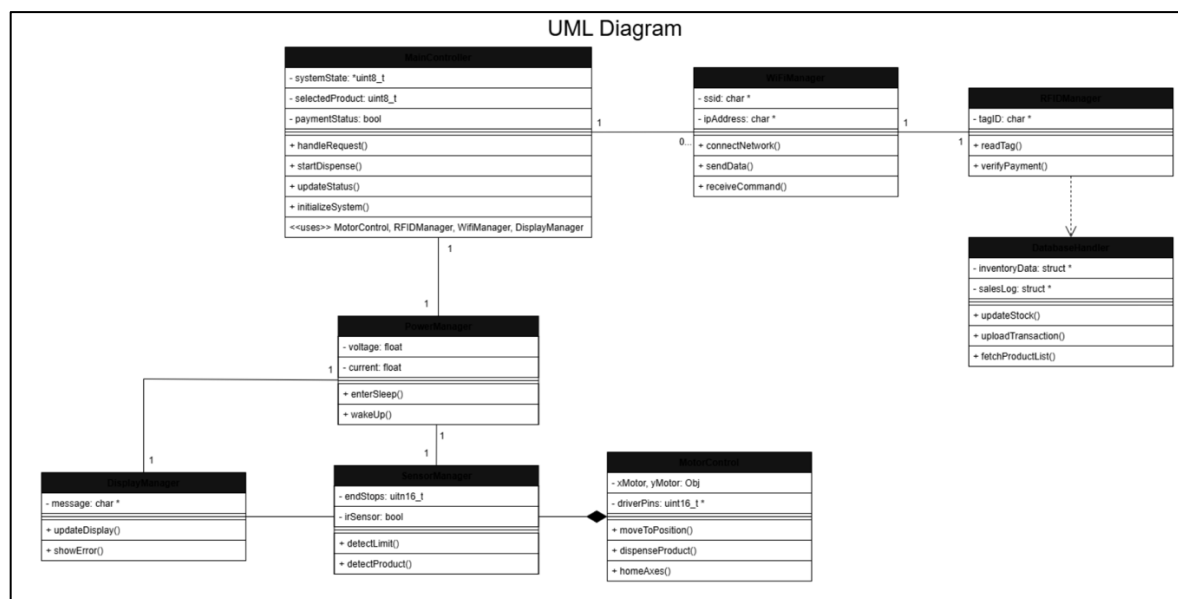 UML Diagram
MainController
- systemState: *uint8_t
- selectedProduct: uint8_t
- paymentStatus: bool
+ handleRequest()
+ startDispense()
+ updateStatus()
+ initializeSystem()
<<uses>> MotorControl, RFIDManager, WifiManager, DisplayManager
1
0...
WiFiManager
- ssid: char *
- ipAddress: char *
+ connectNetwork()
+ sendData()
+ receiveCommand()
1
1
RFIDManager
- tagID: char *
+ readTag()
+ verifyPayment()
DatabaseHandler
- inventoryData: struct *
- salesLog: struct *
+ updateStock()
+ uploadTransaction()
+ fetchProductList()
1
1
PowerManager
- voltage: float
- current: float
+ enterSleep()
+ wakeUp()
1
1
1
1
DisplayManager
- message: char *
+ updateDisplay()
+ showError()
SensorManager
- endStops: uitn16_t
- irSensor: bool
+ detectLimit()
+ detectProduct()
MotorControl
- xMotor, yMotor: Obj
- driverPins: uint16_t *
+ moveToPosition()
+ dispenseProduct()
+ homeAxes()